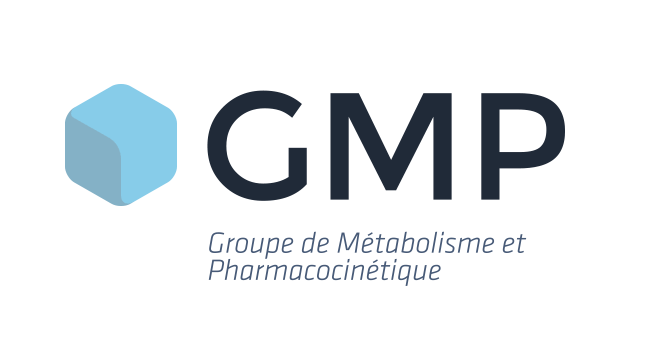 GMP
Groupe de Métabolisme et
Pharmacocinétique